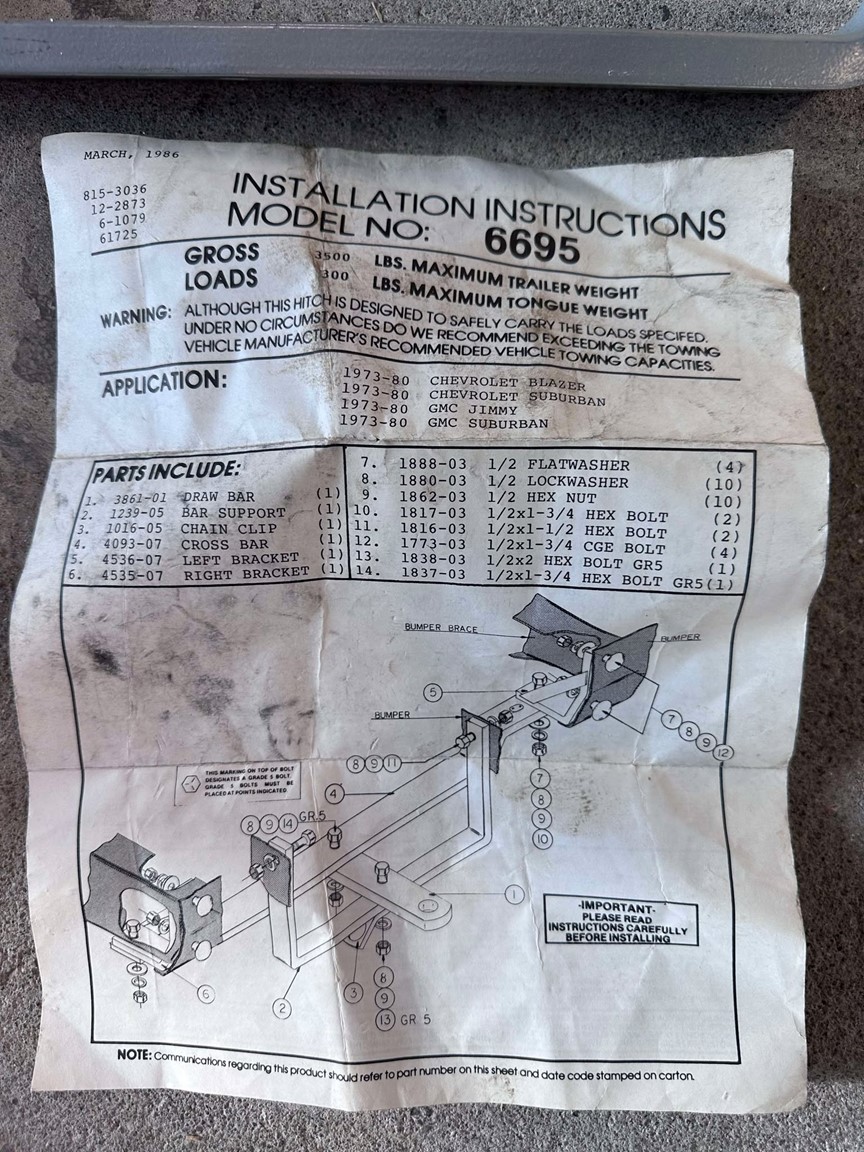 MARCH, 1986
815-3036
12-2873
6-1079
61725
INSTALLATION INSTRUCTIONS
MODEL NO: 6695
GROSS LOADS
3500 LBS. MAXIMUM TRAILER WEIGHT
300 LBS. MAXIMUM TONGUE WEIGHT
WARNING: ALTHOUGH THIS HITCH IS DESIGNED TO SAFELY CARRY THE LOADS SPECIFED.
UNDER NO CIRCUMSTANCES DO WE RECOMMEND EXCEEDING THE TOWING
VEHICLE MANUFACTURER'S RECOMMENDED VEHICLE TOWING CAPACITIES.
APPLICATION:
1973-80 CHEVROLET BLAZER
1973-80 CHEVROLET SUBURBAN
1973-80 GMC JIMMY
1973-80 GMC SUBURBAN
PARTS INCLUDE:
1. 3861-01 DRAW BAR (1)
2. 1239-05 BAR SUPPORT (1)
3. 1016-05 CHAIN CLIP (1)
4. 4093-07 CROSS BAR (1)
5. 4536-07 LEFT BRACKET (1)
6. 4535-07 RIGHT BRACKET (1)
7. 1888-03 1/2 FLATWASHER (4)
8. 1880-03 1/2 LOCKWASHER (10)
9. 1862-03 1/2 HEX NUT (10)
10. 1817-03 1/2x1-3/4 HEX BOLT (2)
11. 1816-03 1/2x1-1/2 HEX BOLT (2)
12. 1773-03 1/2x1-3/4 CGE BOLT (4)
13. 1838-03 1/2x2 HEX BOLT GR5 (1)
14. 1837-03 1/2x1-3/4 HEX BOLT GR5(1)
BUMPER BRACE
BUMPER
5
BUMPER
7 8 9 12
8 9 11
7
8
9
10
THIS MARKING ON TOP OF BOLT
DESIGNATES A GRADE 5 BOLT.
GRADE 5 BOLTS MUST BE
PLACED AT POINTS INDICATED.
4
8 9 14 GR.5
1
-IMPORTANT-
PLEASE READ
INSTRUCTIONS CAREFULLY
BEFORE INSTALLING
6
2
3
8
9
13 GR 5
NOTE: Communications regarding this product should refer to part number on this sheet and date code stamped on carton.